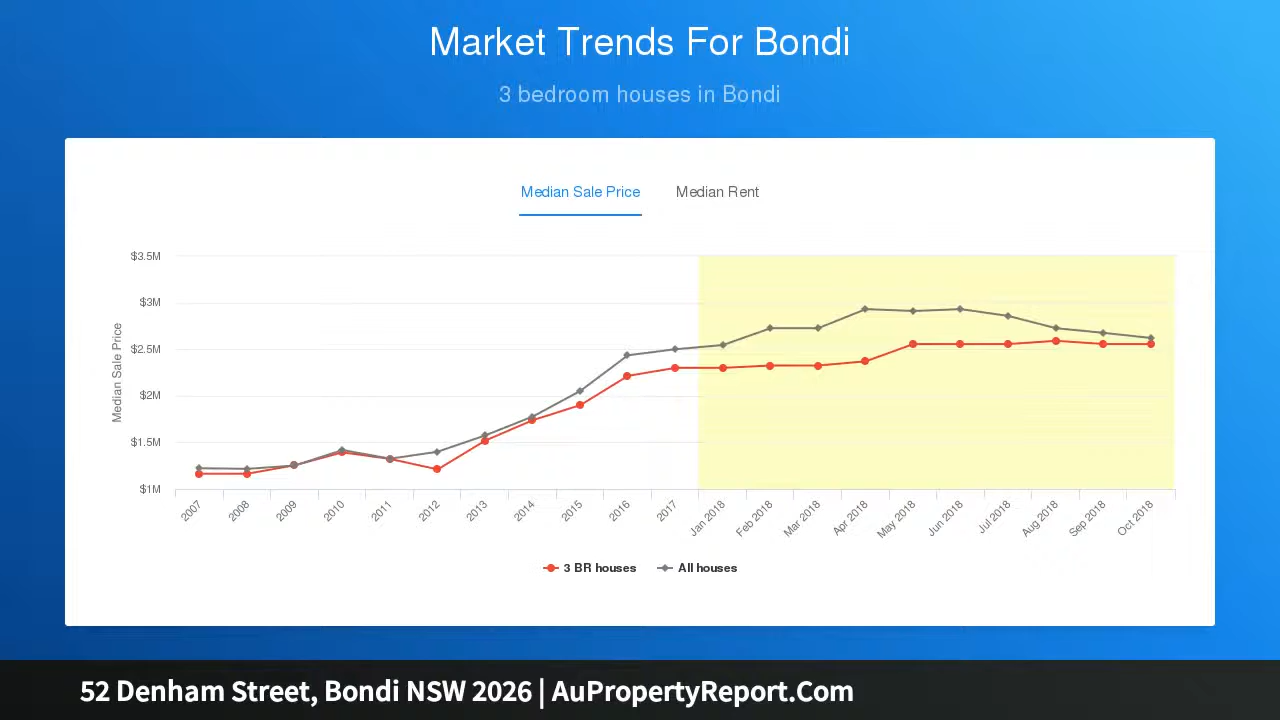 Market Trends For Bondi
3 bedroom houses in Bondi
Median Sale Price Median Rent
$3.5M
$3M
$2.5M
$2M
$1.5M
$1M
Median Sale Price
2007 2008 2009 2010 2011 2012 2013 2014 2015 2016 2017 Jan 2018 Feb 2018 Mar 2018 Apr 2018 May 2018 Jun 2018 Jul 2018 Aug 2018 Sep 2018 Oct 2018
3 BR houses All houses
52 Denham Street, Bondi NSW 2026 | AuPropertyReport.Com